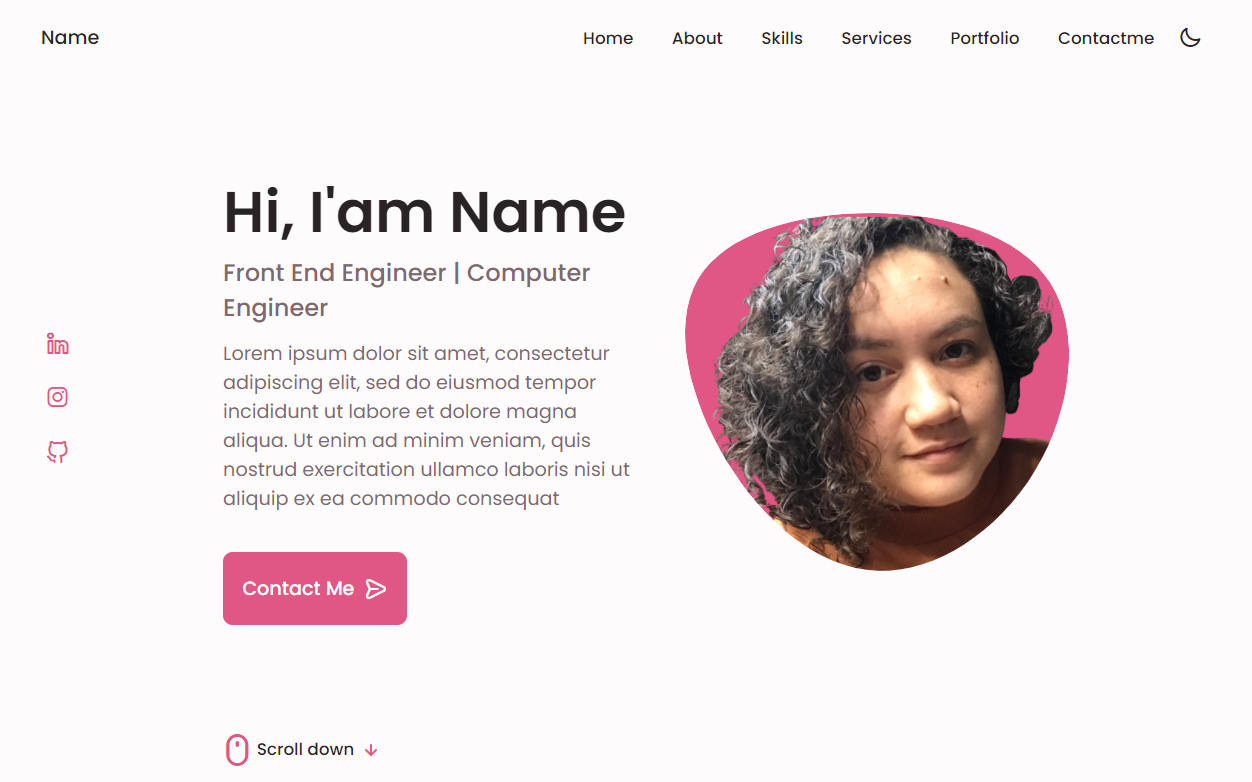 Name
Home About Skills Services Portfolio Contactme
Hi, I'am Name
Front End Engineer | Computer
Engineer
Lorem ipsum dolor sit amet, consectetur
adipiscing elit, sed do eiusmod tempor
incididunt ut labore et dolore magna
aliqua. Ut enim ad minim veniam, quis
nostrud exercitation ullamco laboris nisi ut
aliquip ex ea commodo consequat
Contact Me
Scroll down